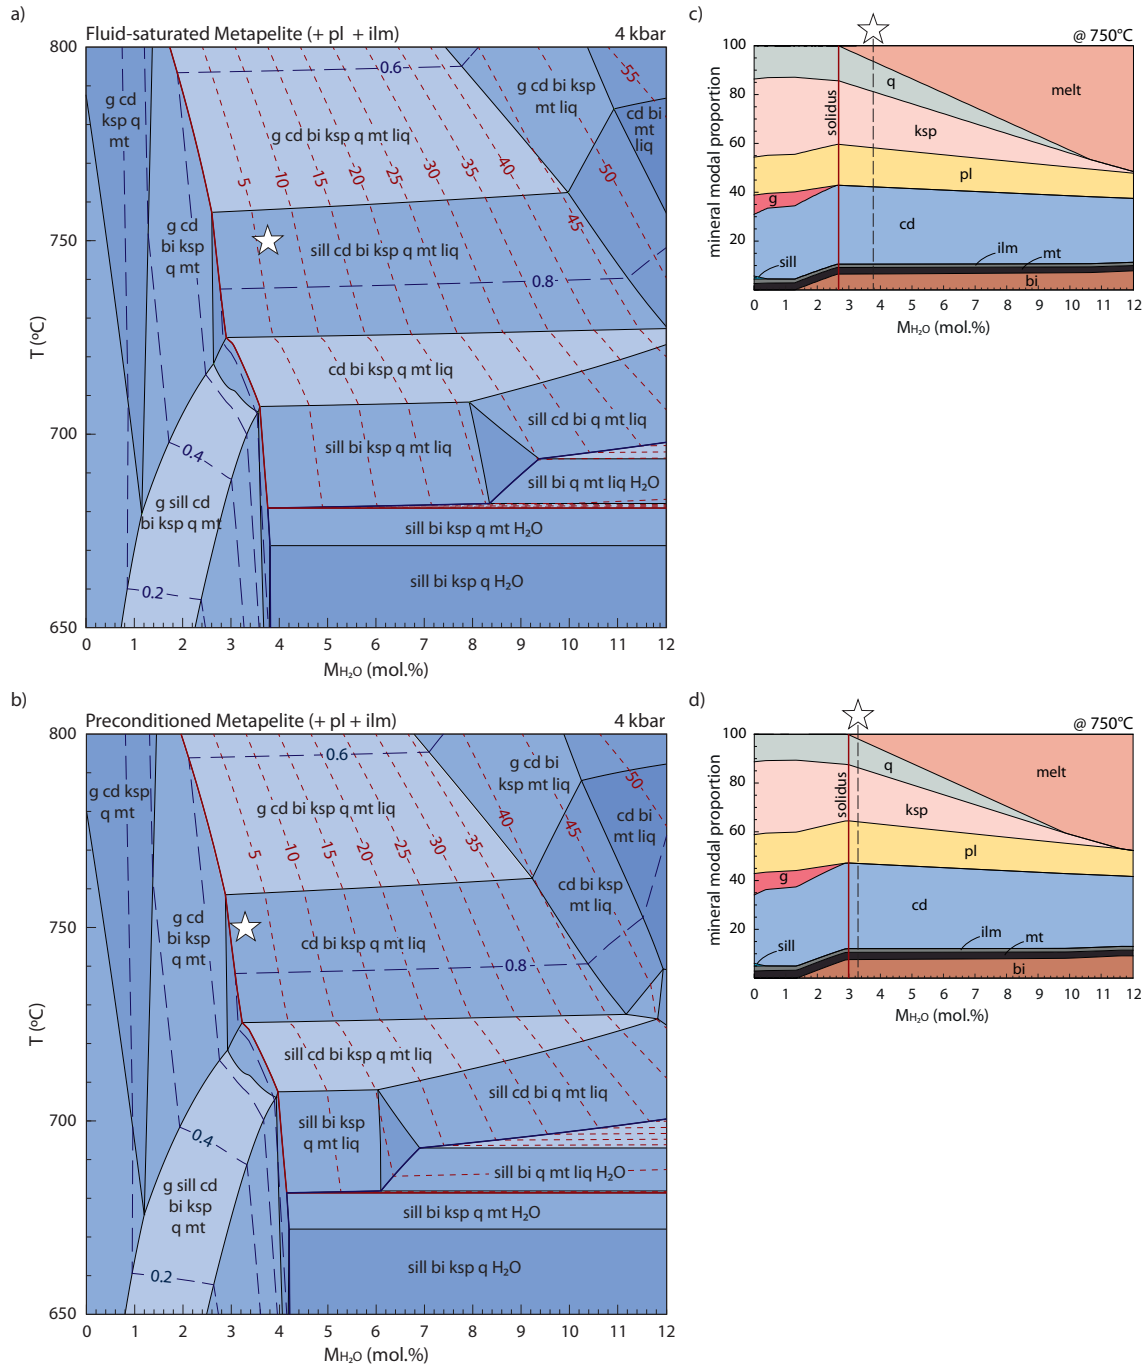 a)
Fluid-saturated Metapelite (+ pl + ilm)
4 kbar
800
750
700
650
T (ºC)
g cd
ksp q
mt
g cd
bi ksp
q mt
g cd bi ksp q mt liq
g cd bi ksp
mt liq
cd bi
mt
liq
sill cd bi ksp q mt liq
cd bi ksp q mt liq
sill bi ksp q mt liq
sill cd bi q mt liq
sill bi q mt liq H₂O
sill bi ksp q mt H₂O
sill bi ksp q H₂O
g sill cd
bi ksp q mt
0.6
0.8
0.4
0.2
5
10
15
20
25
30
35
40
45
50
55
0 1 2 3 4 5 6 7 8 9 10 11 12
MH₂O (mol.%)
c)
@ 750°C
100
80
60
40
20
mineral modal proportion
solidus
melt
q
ksp
pl
g
cd
sill
ilm
mt
bi
0 1 2 3 4 5 6 7 8 9 10 11 12
MH₂O (mol.%)
b)
Preconditioned Metapelite (+ pl + ilm)
4 kbar
800
750
700
650
T (ºC)
g cd ksp
q mt
g cd
bi ksp
q mt
g cd bi ksp q mt liq
g cd bi
ksp mt liq
cd bi
mt liq
cd bi ksp
mt liq
cd bi ksp q mt liq
sill cd bi ksp q mt liq
sill cd bi q mt liq
sill bi ksp
q mt liq
sill bi q mt liq H₂O
sill bi ksp q mt H₂O
sill bi ksp q H₂O
g sill cd
bi ksp
q mt
0.6
0.8
0.4
0.2
5
10
15
20
25
30
35
40
45
50
0 1 2 3 4 5 6 7 8 9 10 11 12
MH₂O (mol.%)
d)
@ 750°C
100
80
60
40
20
mineral modal proportion
solidus
melt
q
ksp
pl
g
cd
sill
ilm
mt
bi
0 1 2 3 4 5 6 7 8 9 10 11 12
MH₂O (mol.%)